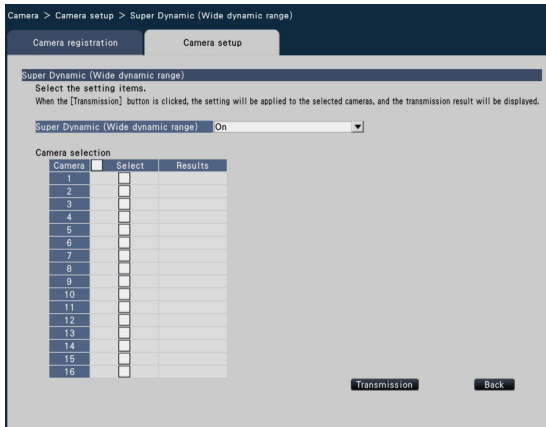 Camera > Camera setup > Super Dynamic (Wide dynamic range)
Camera registration
Camera setup
Super Dynamic (Wide dynamic range)
Select the setting items.
When the [Transmission] button is clicked, the setting will be applied to the selected cameras, and the transmission result will be displayed.
Super Dynamic (Wide dynamic range) On
Camera selection
Camera Select Results
1
2
3
4
5
6
7
8
9
10
11
12
13
14
15
16
Transmission Back